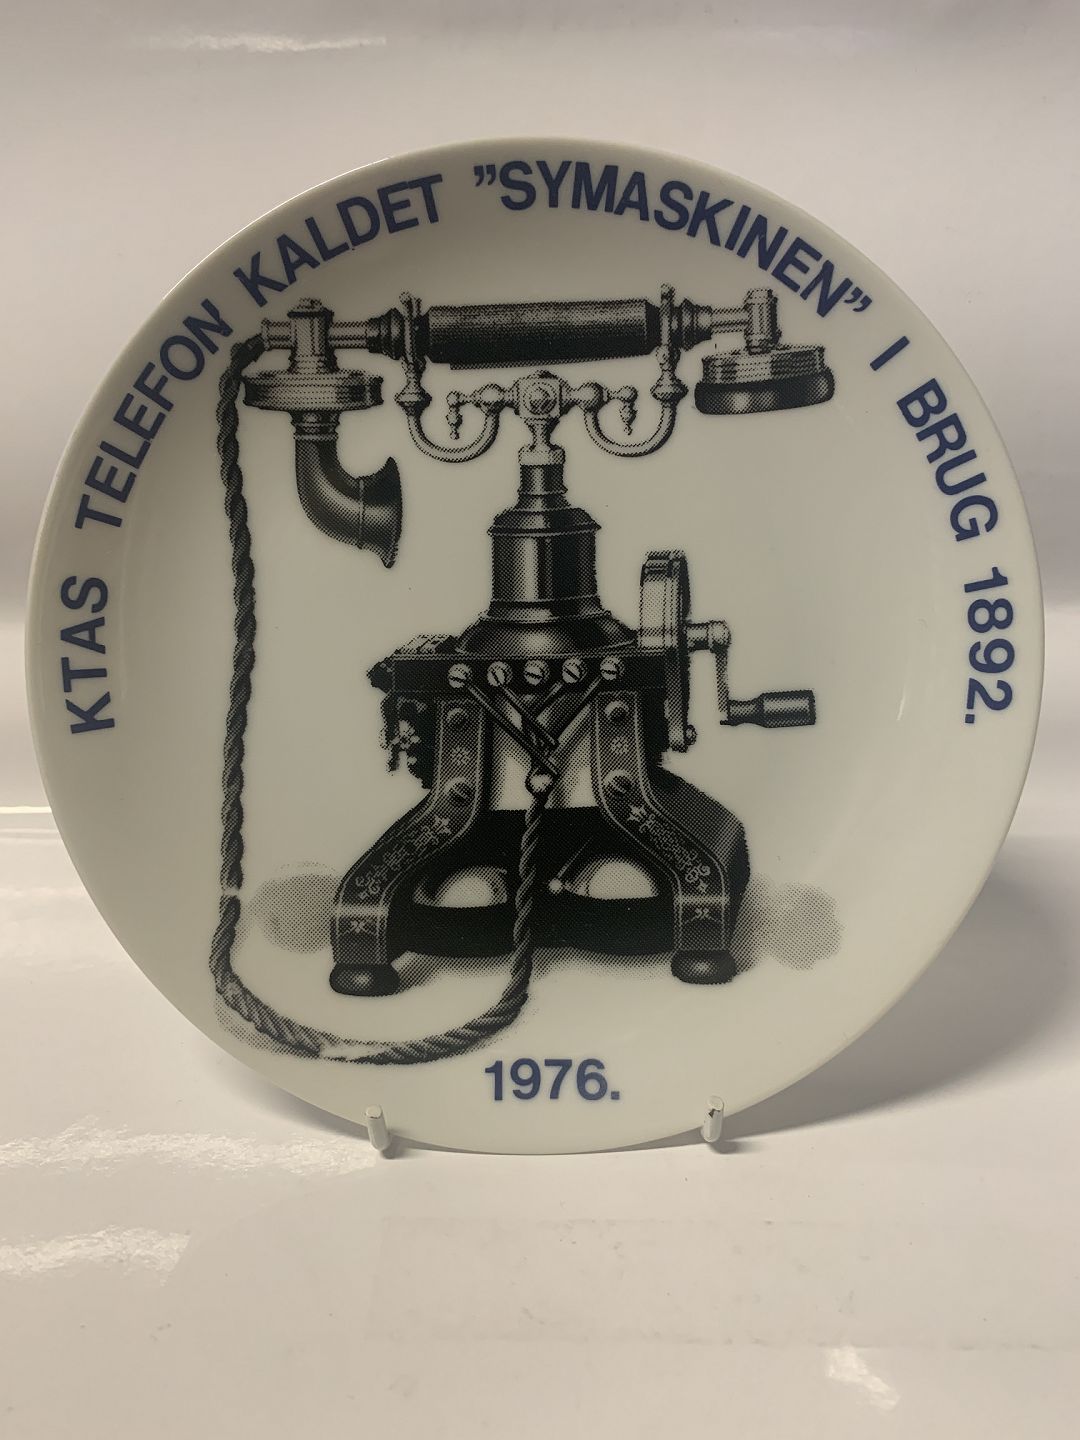 KTAS TELEFON KALDET ”SYMASKINEN” I BRUG 1892.
1976.